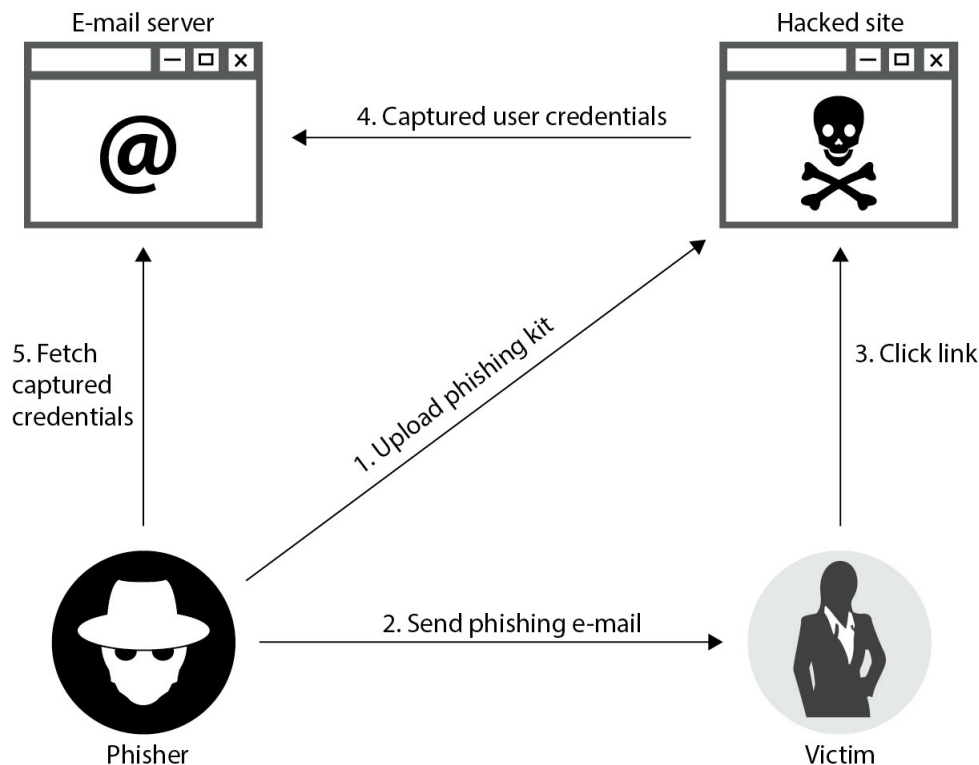 E-mail server
Hacked site
@
4. Captured user credentials
5. Fetch
captured
credentials
1. Upload phishing kit
3. Click link
2. Send phishing e-mail
Phisher
Victim